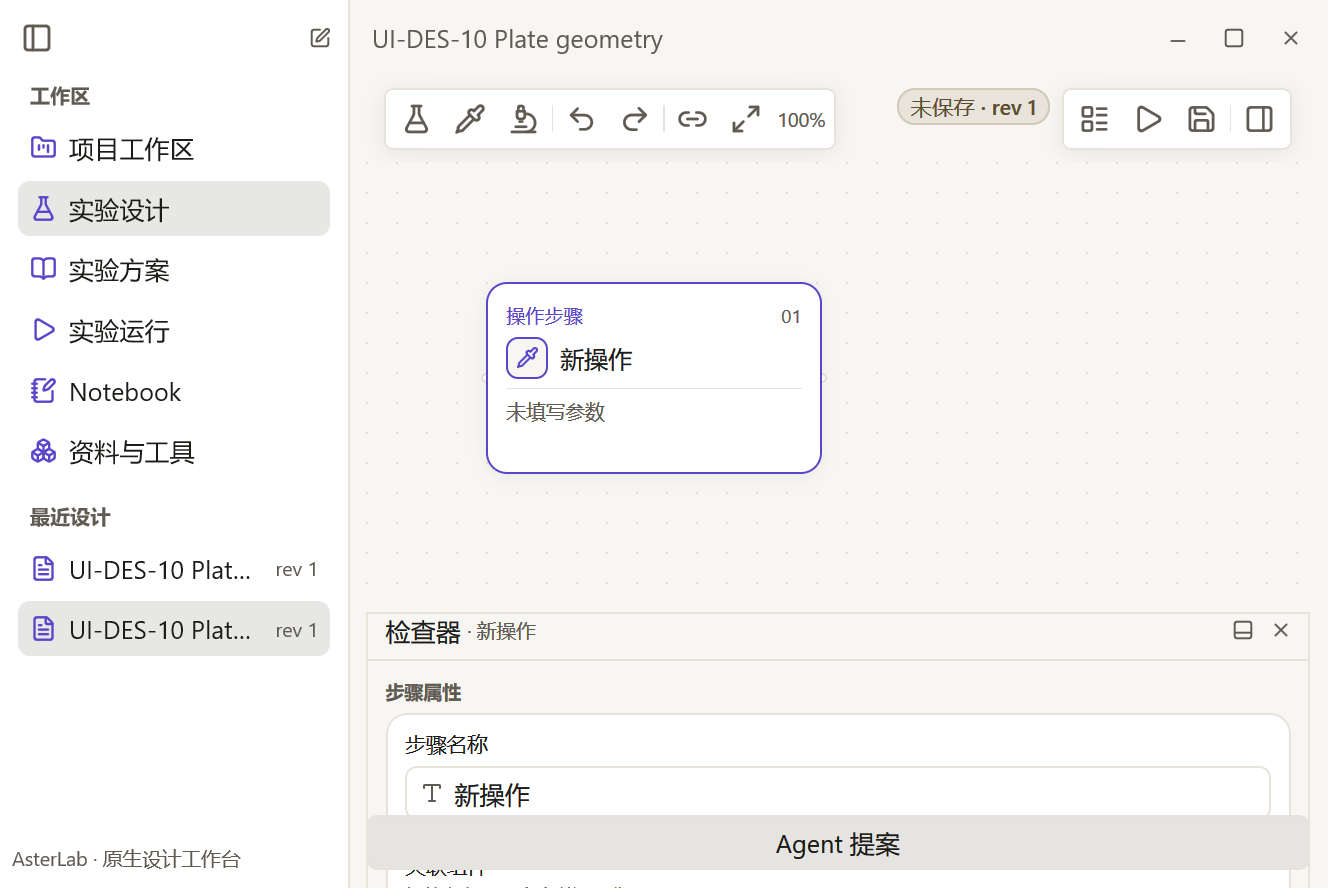 工作区
项目工作区
实验设计
实验方案
实验运行
Notebook
资料与工具
最近设计
UI-DES-10 Plat... rev 1
UI-DES-10 Plat... rev 1
AsterLab · 原生设计工作台
UI-DES-10 Plate geometry
100%
未保存 · rev 1
操作步骤 01
新操作
未填写参数
检查器 · 新操作
步骤属性
步骤名称
新操作
Agent 提案